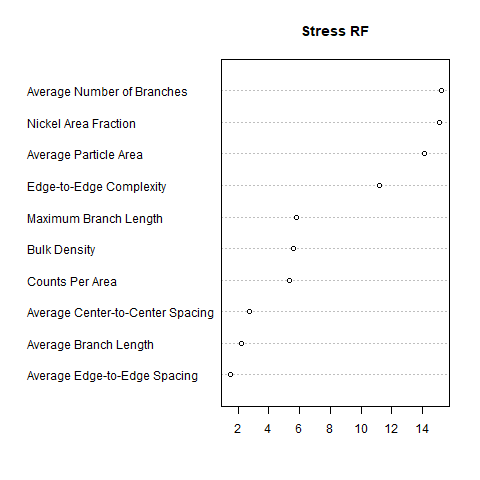 Stress RF
Average Number of Branches
Nickel Area Fraction
Average Particle Area
Edge-to-Edge Complexity
Maximum Branch Length
Bulk Density
Counts Per Area
Average Center-to-Center Spacing
Average Branch Length
Average Edge-to-Edge Spacing
2 4 6 8 10 12 14